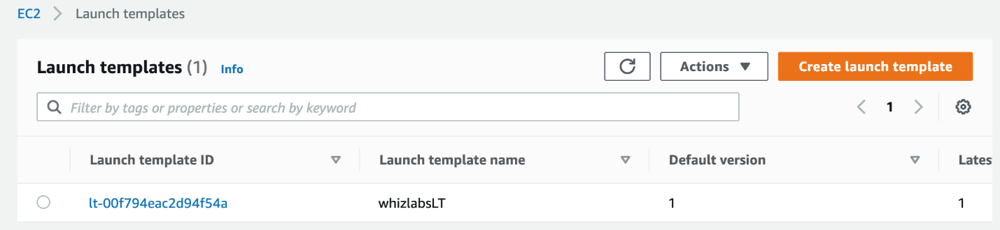 EC2 > Launch templates
Launch templates (1) Info
Actions
Create launch template
Filter by tags or properties or search by keyword
1
Launch template ID Launch template name Default version Lates
lt-00f794eac2d94f54a whizlabsLT 1 1